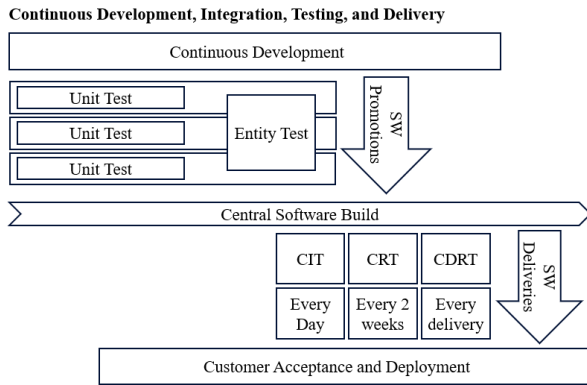 Continuous Development, Integration, Testing, and Delivery
Continuous Development
Unit Test
Unit Test
Unit Test
Entity Test
SW
Promotions
Central Software Build
CIT
CRT
CDRT
Every
Day
Every 2
weeks
Every
delivery
SW
Deliveries
Customer Acceptance and Deployment